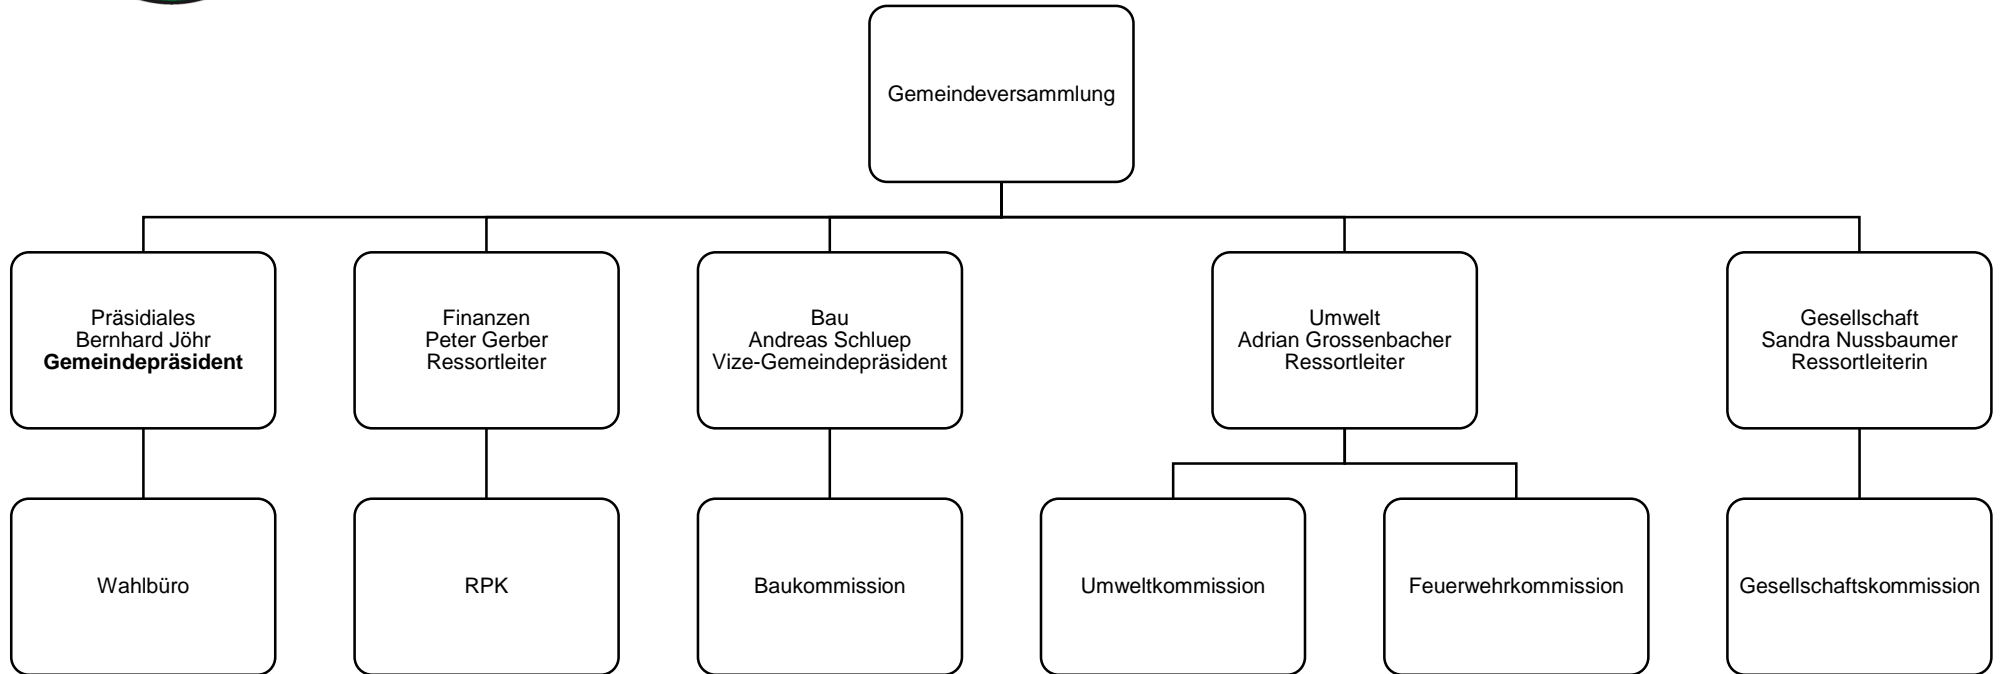 Gemeindeversammlung
Präsidiales
Bernhard Jöhr
Gemeindepräsident
Finanzen
Peter Gerber
Ressortleiter
Bau
Andreas Schluep
Vize-Gemeindepräsident
Umwelt
Adrian Grossenbacher
Ressortleiter
Gesellschaft
Sandra Nussbaumer
Ressortleiterin
Wahlbüro
RPK
Baukommission
Umweltkommission
Feuerwehrkommission
Gesellschaftskommission